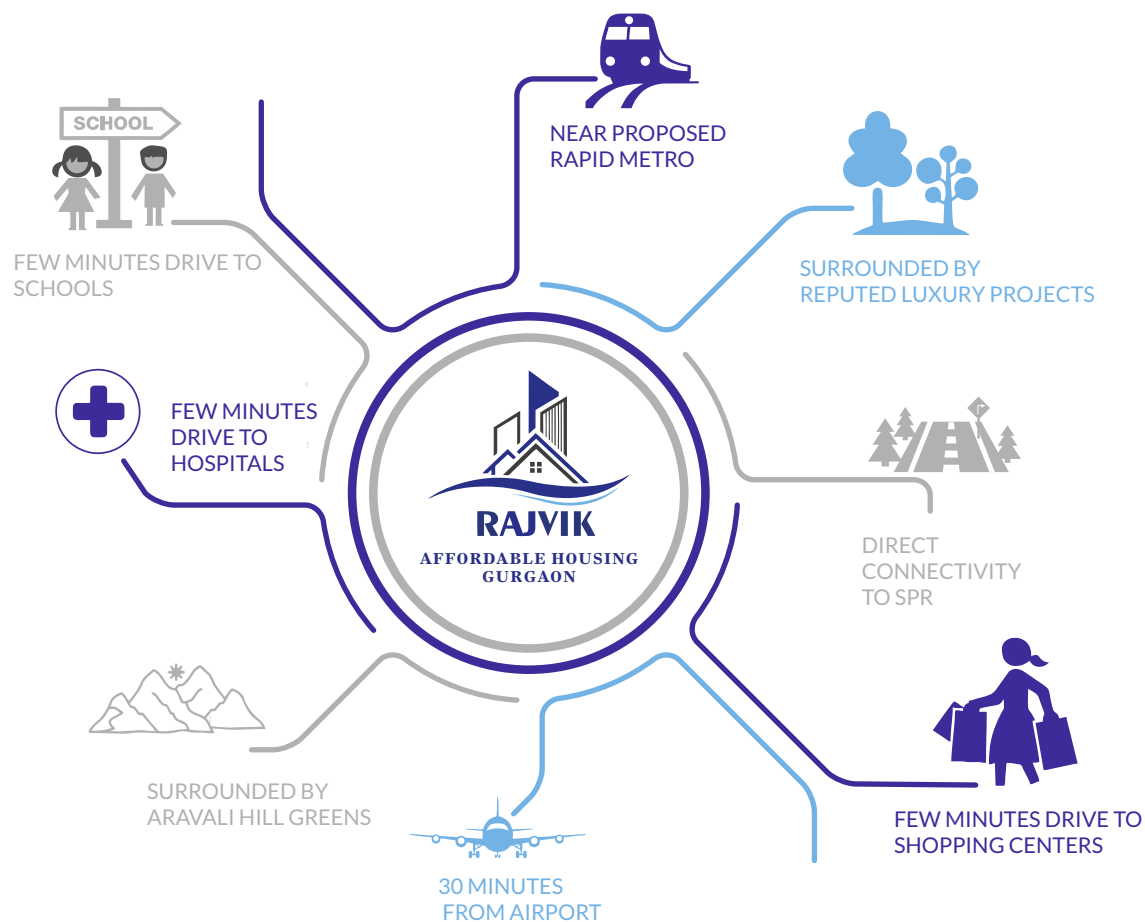 NEAR PROPOSED
RAPID METRO
SCHOOL
FEW MINUTES DRIVE TO
SCHOOLS
SURROUNDED BY
REPUTED LUXURY PROJECTS
FEW MINUTES
DRIVE TO
HOSPITALS
RAJVIK
AFFORDABLE HOUSING
GURGAON
DIRECT
CONNECTIVITY
TO SPR
SURROUNDED BY
ARAVALI HILL GREENS
FEW MINUTES DRIVE TO
SHOPPING CENTERS
30 MINUTES
FROM AIRPORT